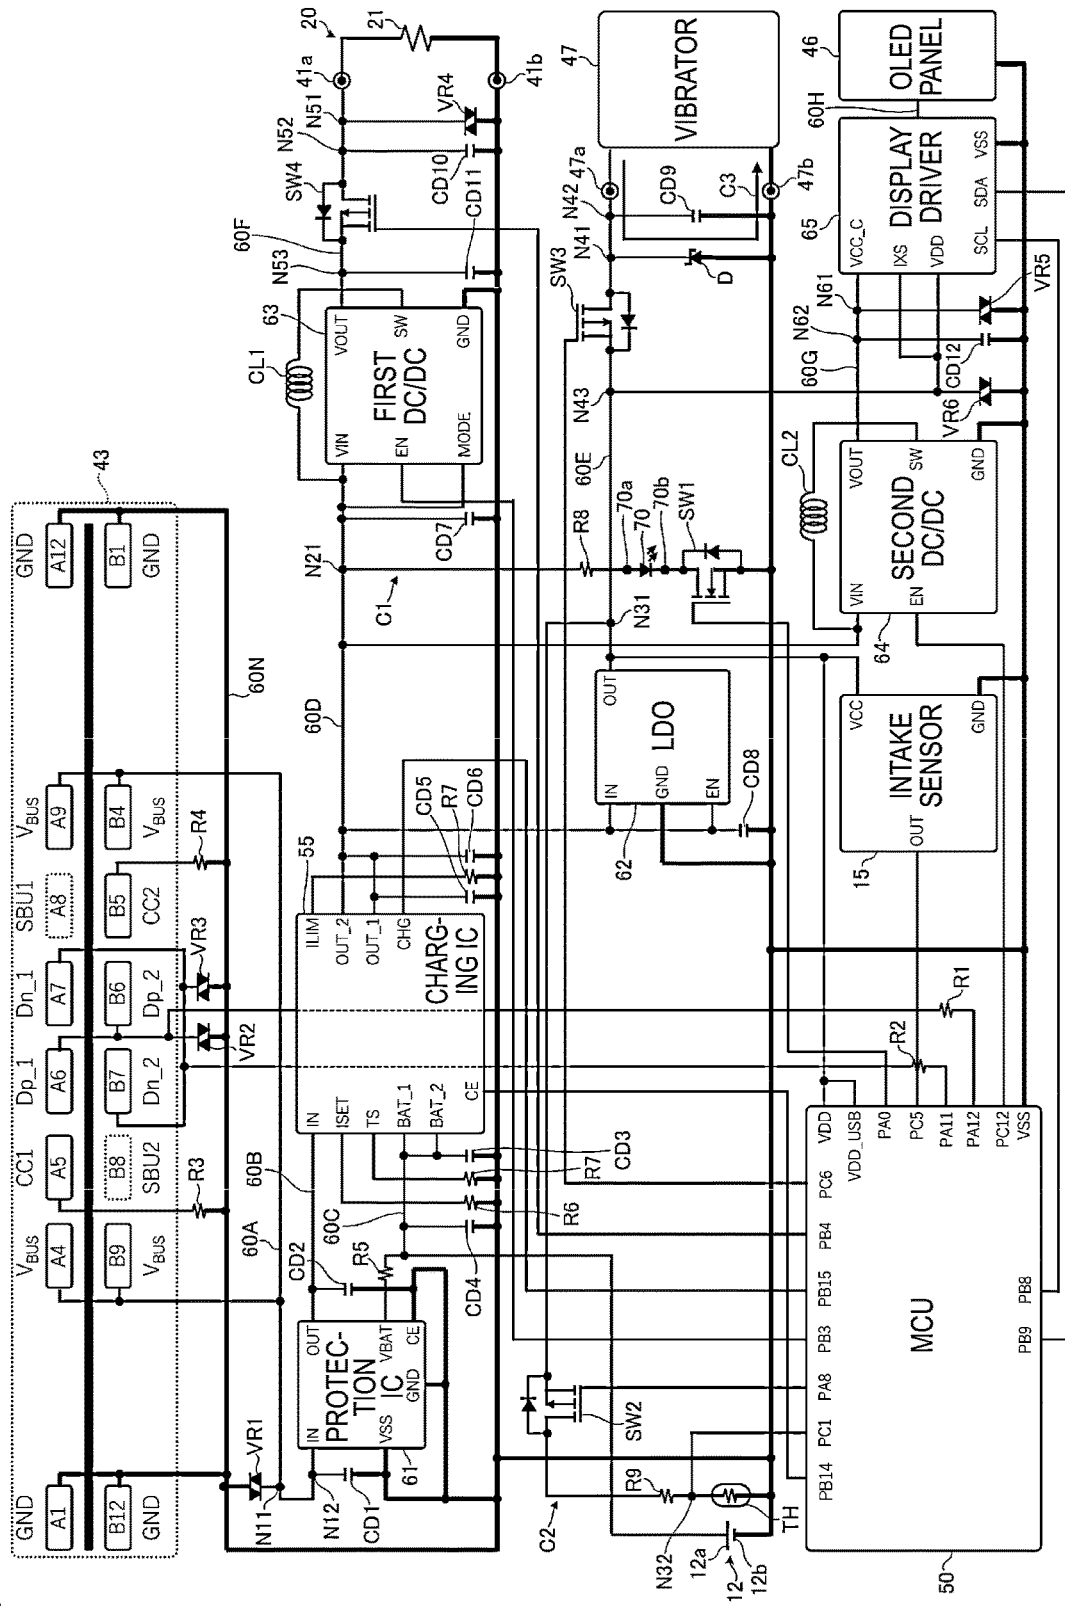 43
GND
V_BUS
CC1
Dp_1
Dn_1
SBU1
V_BUS
GND
A1
A4
A5
A6
A7
A8
A9
A12
B12
B9
B8
B7
B6
B5
B4
B1
GND
V_BUS
SBU2
Dn_2
Dp_2
CC2
V_BUS
GND
R3
VR2
VR3
R4
VR1
N11
60A
60N
N12
CD1
61
PROTEC-
TION
IC
IN
VSS
OUT
VBAT
CE
GND
CD2
60B
R5
60C
CD4
R6
R7
CD3
55
CHARG-
ING IC
IN
ISET
TS
BAT_1
BAT_2
CE
ILIM
OUT_2
OUT_1
CHG
CD5
R7
CD6
60D
N21
C1
CD7
CL1
63
FIRST
DC/DC
VIN
EN
MODE
VOUT
SW
GND
N53
60F
SW4
CD11
CD10
N52
N51
VR4
41a
41b
20
21
C2
SW2
R9
N32
TH
12a
12
12b
62
LDO
IN
GND
EN
OUT
CD8
N31
R8
70a
70
70b
SW1
60E
N43
SW3
N41
D
N42
CD9
C3
47a
47b
47
VIBRATOR
50
MCU
PB14
PC1
PA8
PB3
PB15
PB4
PC6
VDD
VDD_USB
PA0
PC5
PA11
PA12
PC12
VSS
PB9
PB8
R2
R1
15
INTAKE
SENSOR
OUT
VCC
GND
64
SECOND
DC/DC
VIN
EN
VOUT
SW
GND
CL2
60G
VR6
CD12
N62
N61
VR5
65
DISPLAY
DRIVER
VCC_C
IXS
VDD
SCL
SDA
VSS
60H
46
OLED
PANEL